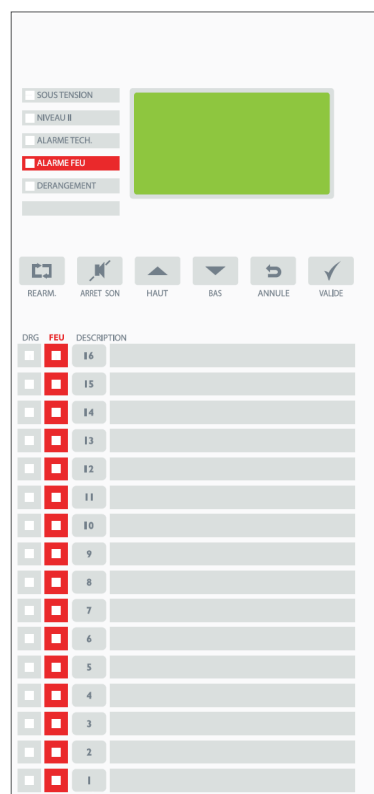 SOUS TENSION
NIVEAU II
ALARME TECH.
ALARME FEU
DERANGEMENT
REARM. ARRET SON HAUT BAS ANNULE VALIDE
DRG FEU DESCRIPTION
16
15
14
13
12
11
10
9
8
7
6
5
4
3
2
1